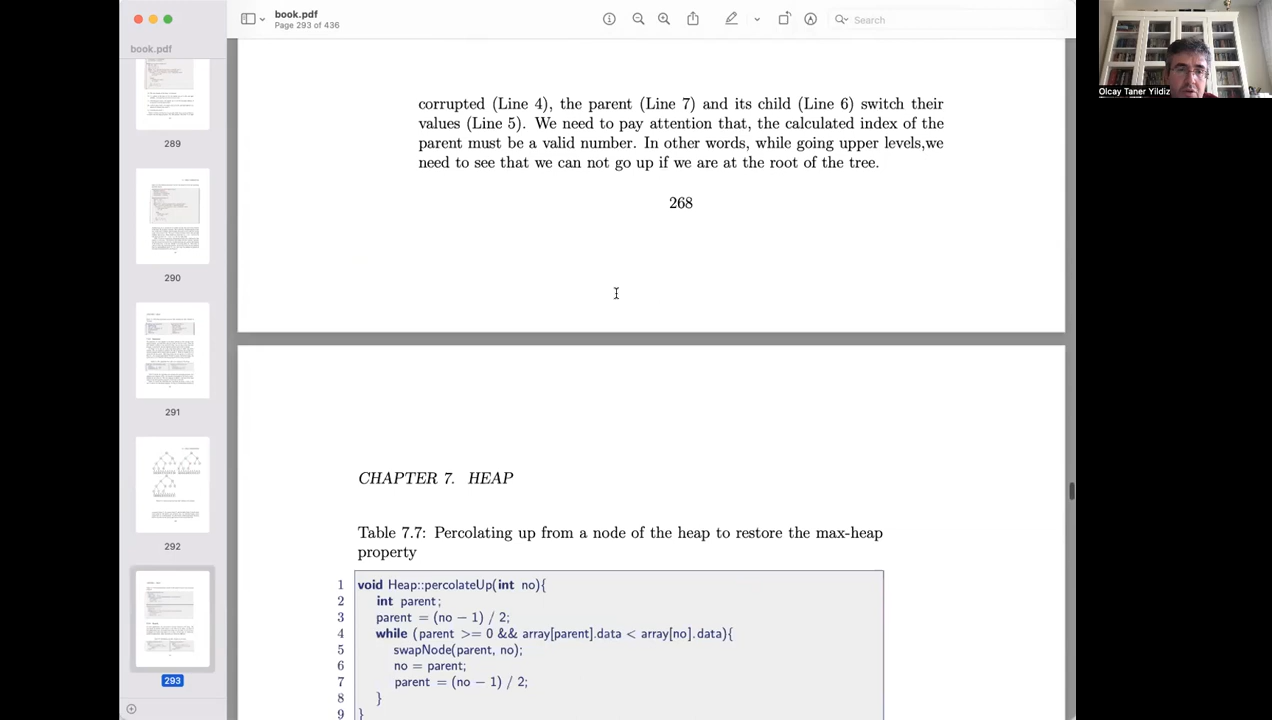 book.pdf
Page 293 of 436
Search
book.pdf
289
290
291
292
293
corrupted (Line 4), the parent (Line 7) and its child (Line 6) switch their
values (Line 5). We need to pay attention that, the calculated index of the
parent must be a valid number. In other words, while going upper levels,we
need to see that we can not go up if we are at the root of the tree.
268
CHAPTER 7. HEAP
Table 7.7: Percolating up from a node of the heap to restore the max-heap
property
1 void Heap::percolateUp(int no){
2 int parent;
3 parent = (no − 1) / 2;
4 while (parent >= 0 && array[parent].data < array[no].data){
5 swapNode(parent, no);
6 no = parent;
7 parent = (no − 1) / 2;
8 }
9 }
Olcay Taner Yildiz